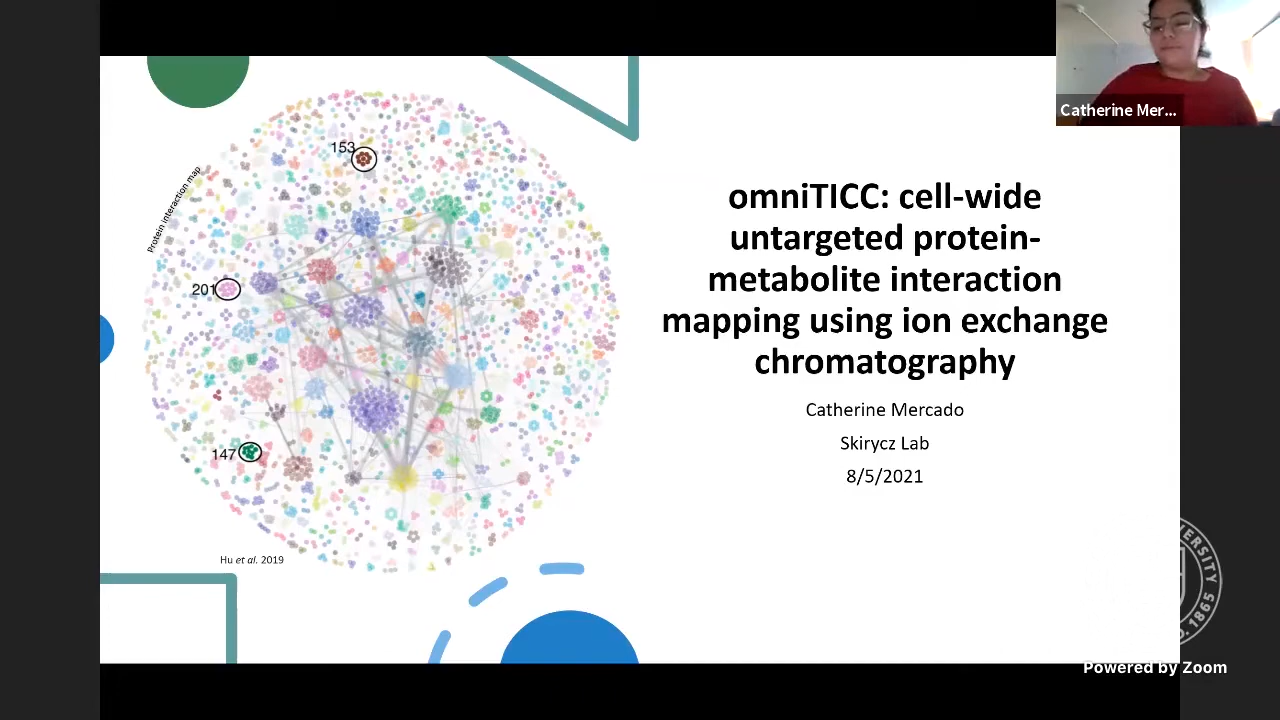 Catherine Mer...
153
Protein interaction map
201
147
Hu et al. 2019
omniTICC: cell-wide
untargeted protein-
metabolite interaction
mapping using ion exchange
chromatography
Catherine Mercado
Skirycz Lab
8/5/2021
1865
Powered by Zoom